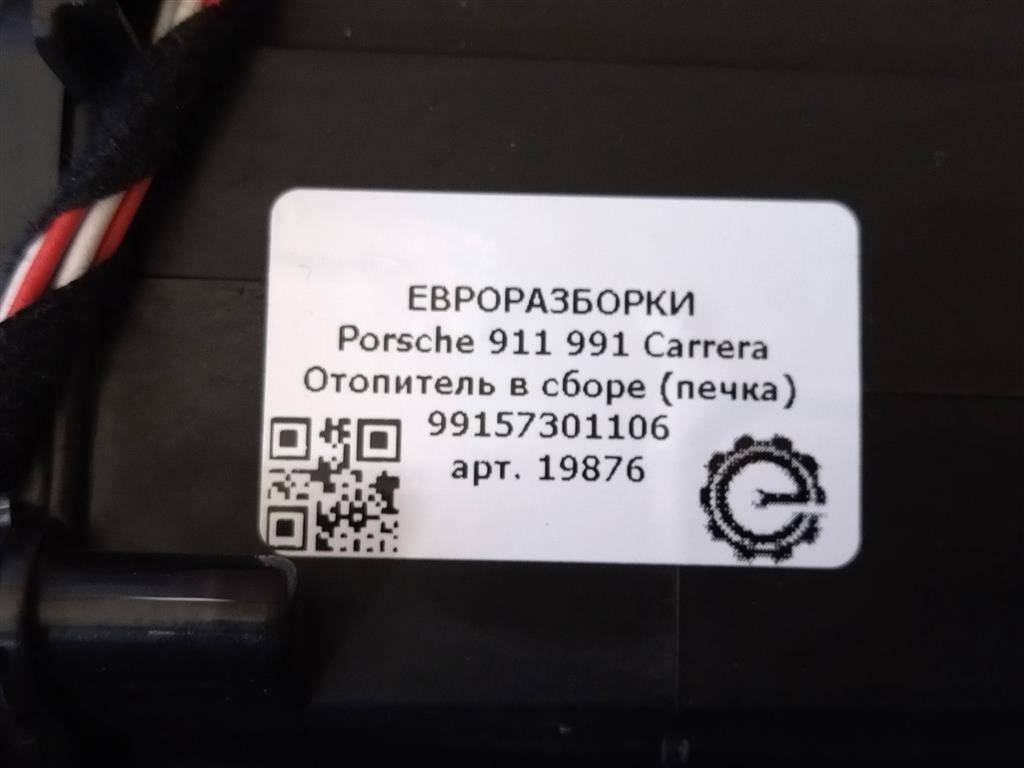 ЕВРОРАЗБОРКИ
Porsche 911 991 Carrera
Отопитель в сборе (печка)
99157301106
арт. 19876